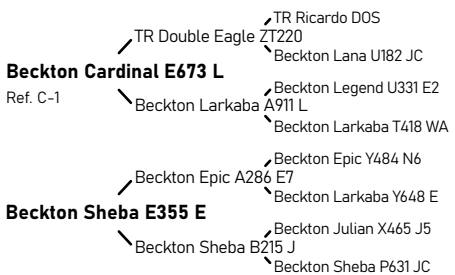 TR Ricardo DOS
TR Double Eagle ZT220
Beckton Lana U182 JC
Beckton Cardinal E673 L
Ref. C-1
Beckton Legend U331 E2
Beckton Larkaba A911 L
Beckton Larkaba T418 WA
Beckton Epic Y484 N6
Beckton Epic A286 E7
Beckton Larkaba Y648 E
Beckton Sheba E355 E
Beckton Julian X465 J5
Beckton Sheba B215 J
Beckton Sheba P631 JC